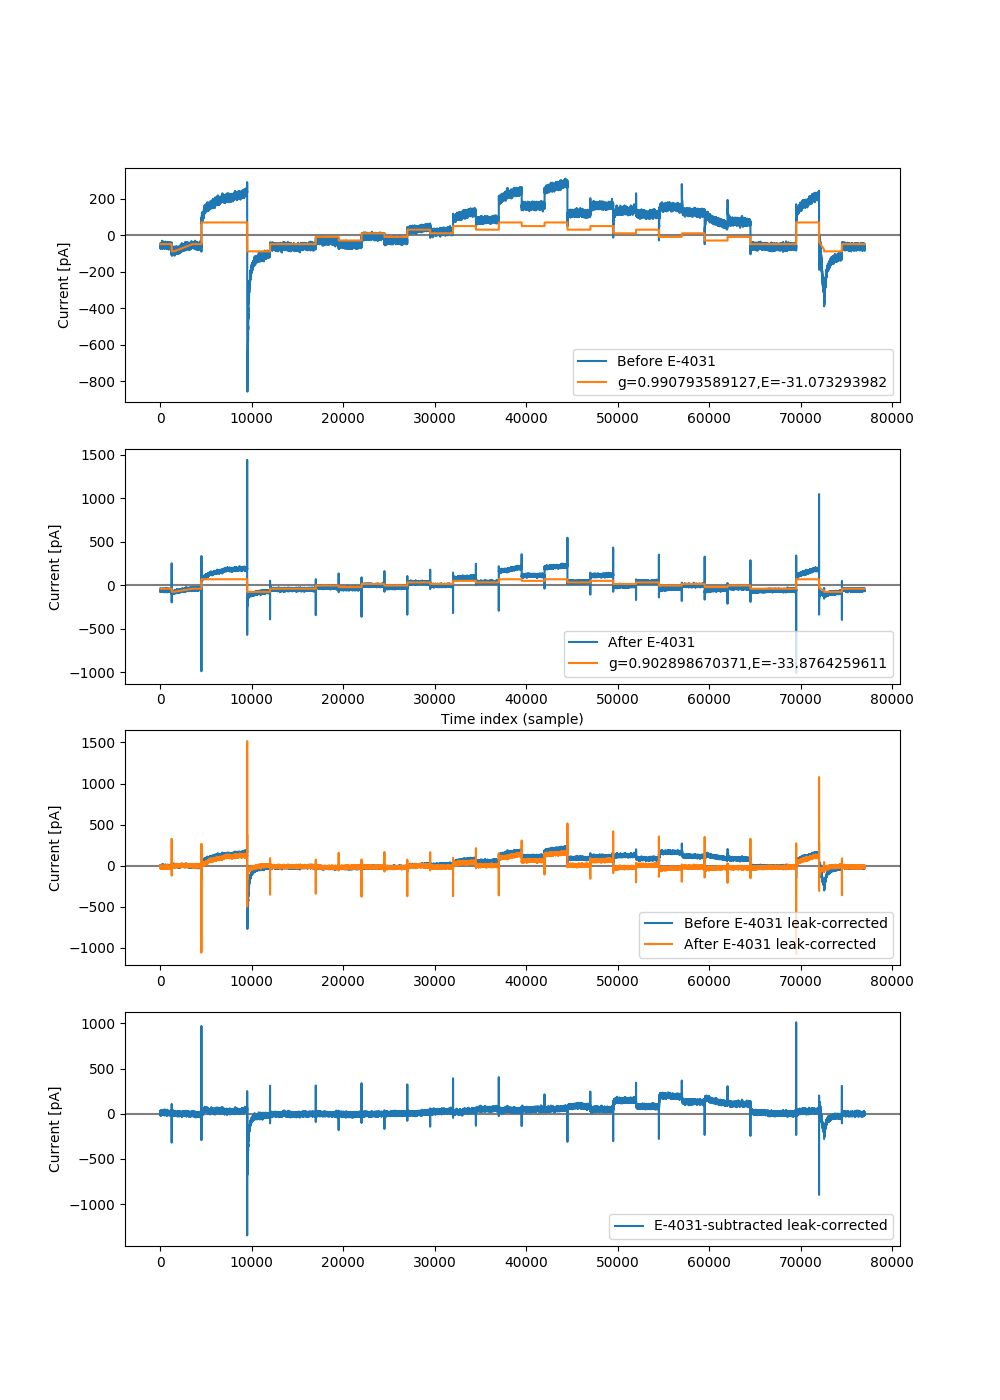 200
0
−200
−400
−600
−800
Current [pA]
Before E-4031
g=0.990793589127,E=-31.073293982
0 10000 20000 30000 40000 50000 60000 70000 80000
1500
1000
500
0
−500
−1000
Current [pA]
After E-4031
g=0.902898670371,E=-33.8764259611
0 10000 20000 30000 40000 50000 60000 70000 80000
Time index (sample)
1500
1000
500
0
−500
−1000
Current [pA]
Before E-4031 leak-corrected
After E-4031 leak-corrected
0 10000 20000 30000 40000 50000 60000 70000 80000
1000
500
0
−500
−1000
Current [pA]
E-4031-subtracted leak-corrected
0 10000 20000 30000 40000 50000 60000 70000 80000